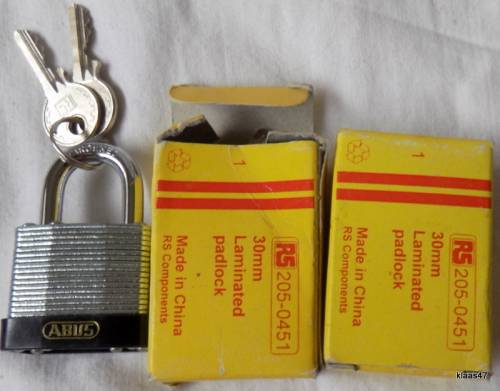 HARDENED
ABUS
1
RS 205-0451
30mm
Laminated
padlock
Made in China
RS Components
1
RS 205-0451
30mm
Laminated
padlock
Made in China
RS Components
klaas47